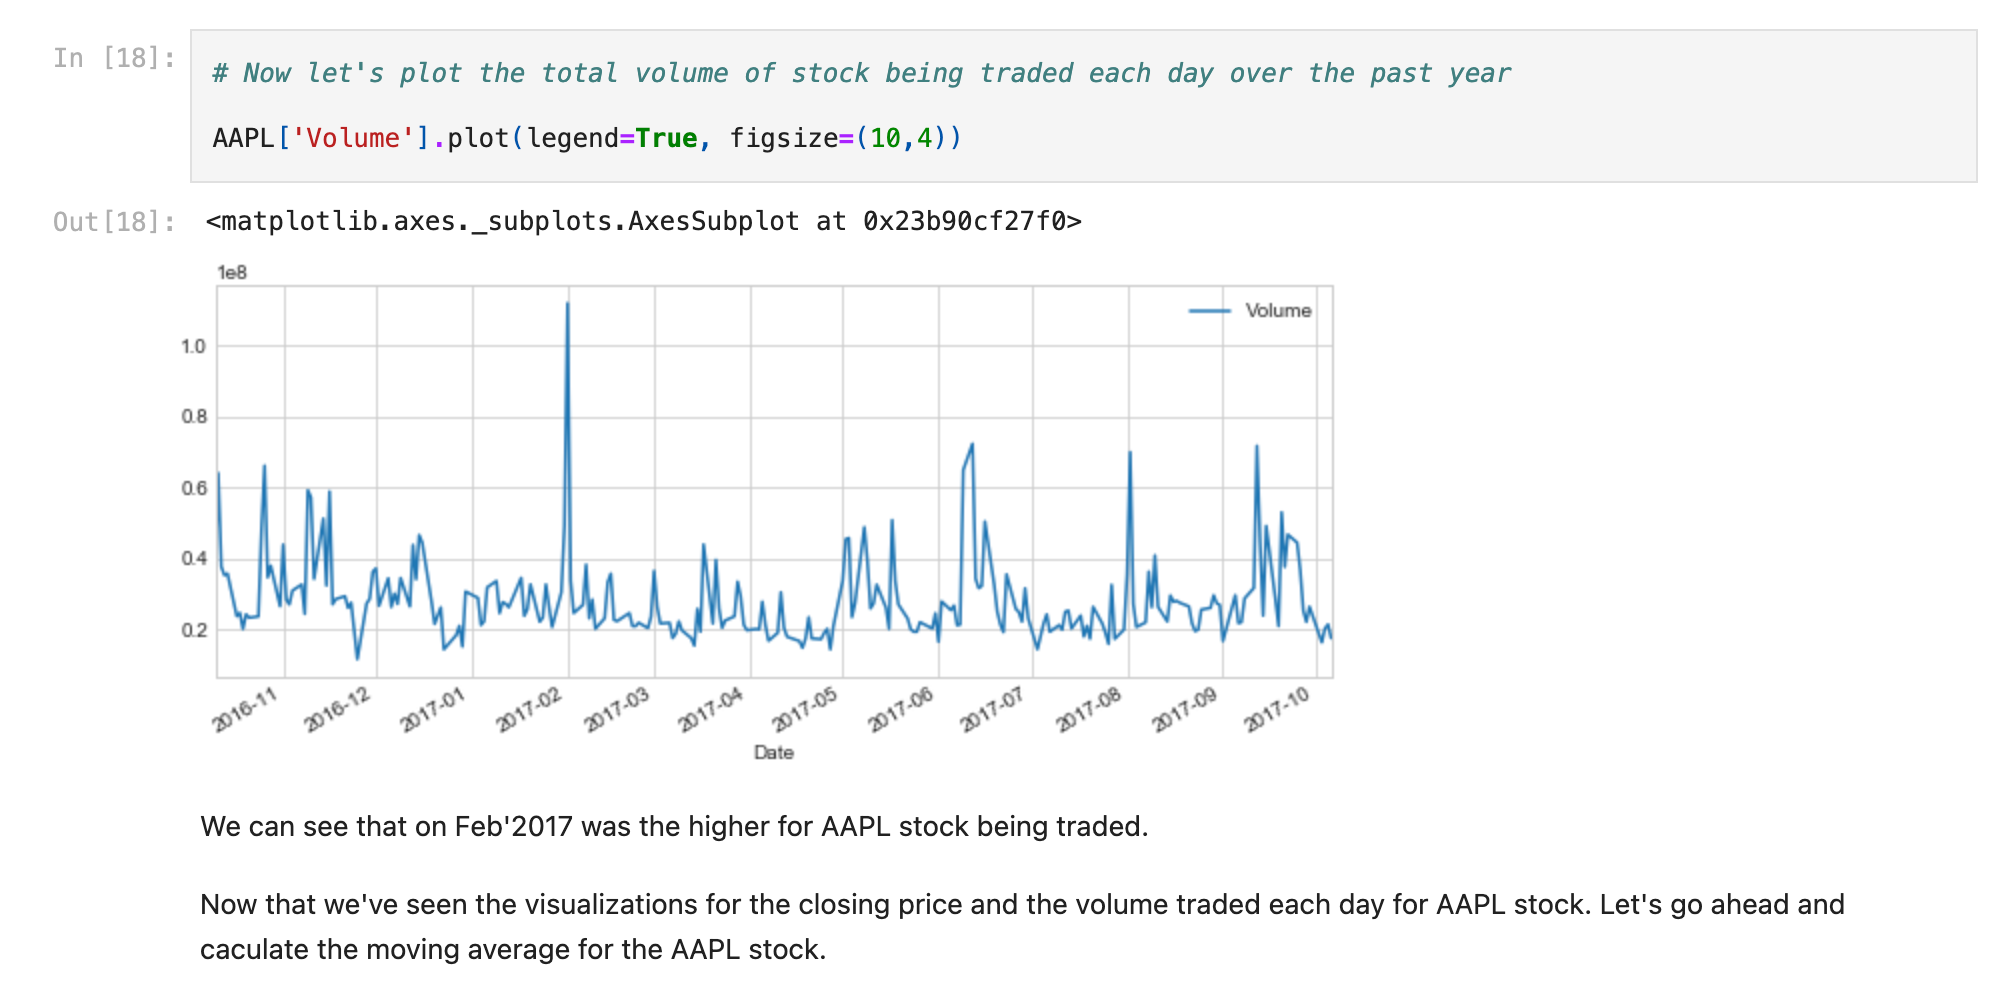 In [18]:
# Now let's plot the total volume of stock being traded each day over the past year
AAPL['Volume'].plot(legend=True, figsize=(10,4))
Out[18]: <matplotlib.axes._subplots.AxesSubplot at 0x23b90cf27f0>
1e8
Volume
1.0
0.8
0.6
0.4
0.2
2016-11 2016-12 2017-01 2017-02 2017-03 2017-04 2017-05 2017-06 2017-07 2017-08 2017-09 2017-10
Date
We can see that on Feb'2017 was the higher for AAPL stock being traded.
Now that we've seen the visualizations for the closing price and the volume traded each day for AAPL stock. Let's go ahead and
caculate the moving average for the AAPL stock.